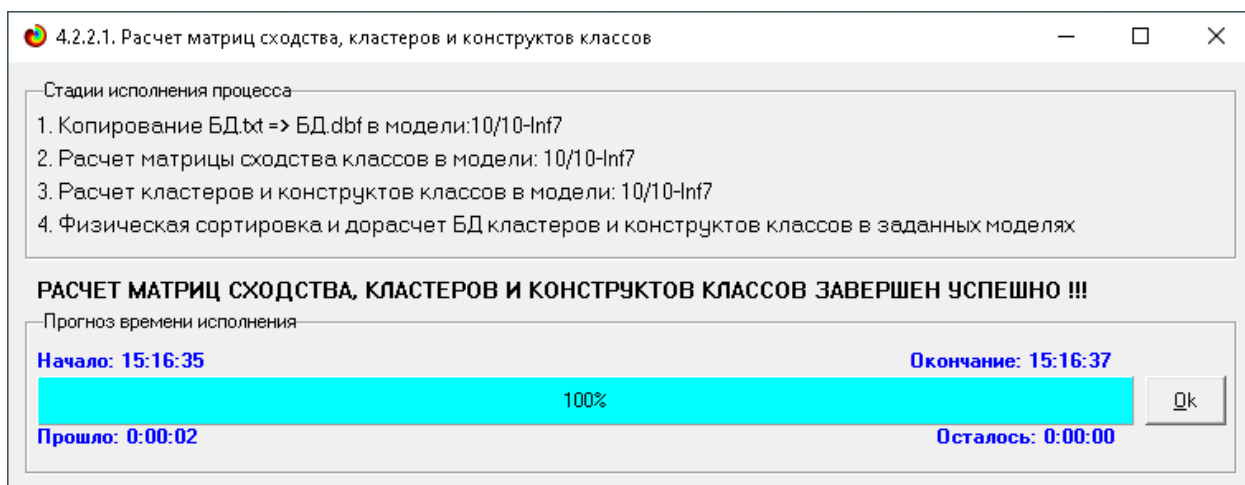 4.2.2.1. Расчет матриц сходства, кластеров и конструктов классов
Стадии исполнения процесса
1. Копирование БД.txt => БД.dbf в модели:10/10-Inf7
2. Расчет матрицы сходства классов в модели: 10/10-Inf7
3. Расчет кластеров и конструктов классов в модели: 10/10-Inf7
4. Физическая сортировка и дорасчет БД кластеров и конструктов классов в заданных моделях
РАСЧЕТ МАТРИЦ СХОДСТВА, КЛАСТЕРОВ И КОНСТРУКТОВ КЛАССОВ ЗАВЕРШЕН УСПЕШНО !!!
Прогноз времени исполнения
Начало: 15:16:35 Окончание: 15:16:37
100% Ok
Прошло: 0:00:02 Осталось: 0:00:00